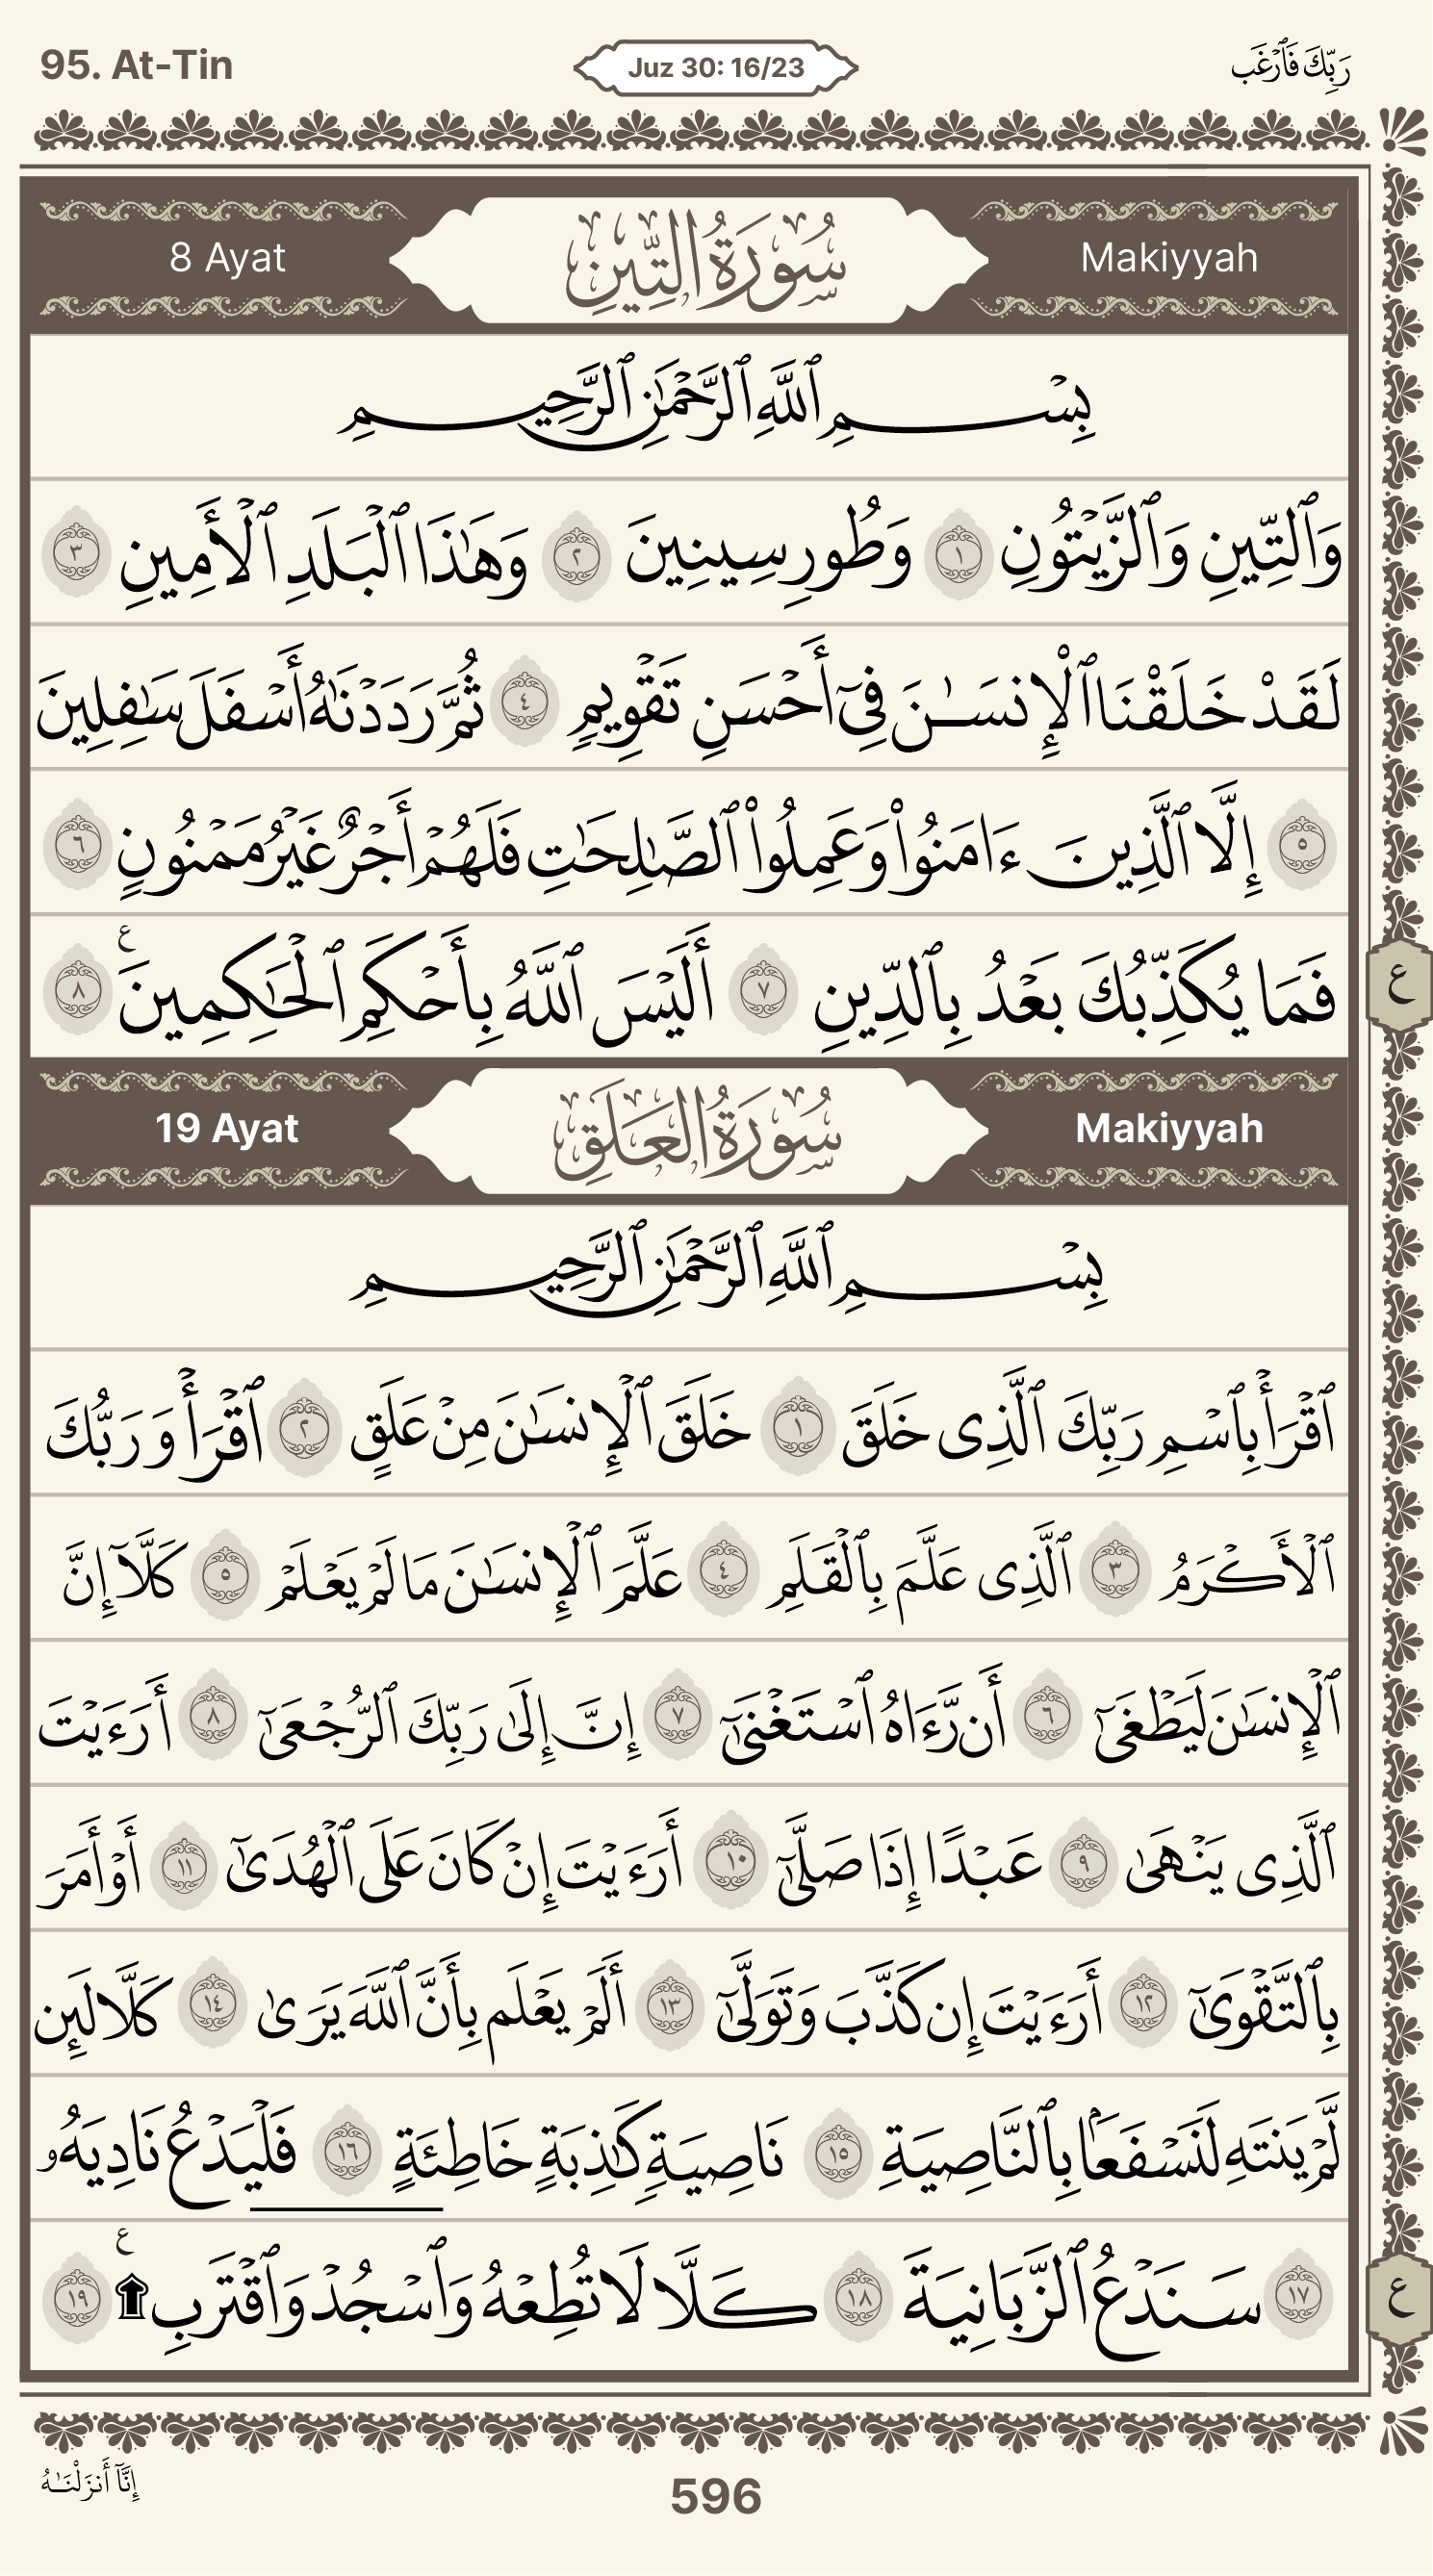 95. At-Tin
Juz 30: 16/23
رَبِّكَ فَٱرْغَب
8 Ayat
سُورَةُ التِّينِ
Makiyyah
بِسْمِ ٱللَّهِ ٱلرَّحْمَٰنِ ٱلرَّحِيمِ
وَٱلتِّينِ وَٱلزَّيْتُونِ ١ وَطُورِ سِينِينَ ٢ وَهَٰذَا ٱلْبَلَدِ ٱلْأَمِينِ ٣
لَقَدْ خَلَقْنَا ٱلْإِنسَٰنَ فِىٓ أَحْسَنِ تَقْوِيمٍ ٤ ثُمَّ رَدَدْنَٰهُ أَسْفَلَ سَٰفِلِينَ
٥ إِلَّا ٱلَّذِينَ ءَامَنُوا۟ وَعَمِلُوا۟ ٱلصَّٰلِحَٰتِ فَلَهُمْ أَجْرٌ غَيْرُ مَمْنُونٍ ٦
فَمَا يُكَذِّبُكَ بَعْدُ بِٱلدِّينِ ٧ أَلَيْسَ ٱللَّهُ بِأَحْكَمِ ٱلْحَٰكِمِينَ ع ٨
ع
19 Ayat
سُورَةُ العَلَقِ
Makiyyah
بِسْمِ ٱللَّهِ ٱلرَّحْمَٰنِ ٱلرَّحِيمِ
ٱقْرَأْ بِٱسْمِ رَبِّكَ ٱلَّذِى خَلَقَ ١ خَلَقَ ٱلْإِنسَٰنَ مِنْ عَلَقٍ ٢ ٱقْرَأْ وَرَبُّكَ
ٱلْأَكْرَمُ ٣ ٱلَّذِى عَلَّمَ بِٱلْقَلَمِ ٤ عَلَّمَ ٱلْإِنسَٰنَ مَا لَمْ يَعْلَمْ ٥ كَلَّآ إِنَّ
ٱلْإِنسَٰنَ لَيَطْغَىٰٓ ٦ أَن رَّءَاهُ ٱسْتَغْنَىٰٓ ٧ إِنَّ إِلَىٰ رَبِّكَ ٱلرُّجْعَىٰٓ ٨ أَرَءَيْتَ
ٱلَّذِى يَنْهَىٰ ٩ عَبْدًا إِذَا صَلَّىٰٓ ١٠ أَرَءَيْتَ إِنْ كَانَ عَلَى ٱلْهُدَىٰٓ ١١ أَوْ أَمَرَ
بِٱلتَّقْوَىٰٓ ١٢ أَرَءَيْتَ إِن كَذَّبَ وَتَوَلَّىٰٓ ١٣ أَلَمْ يَعْلَم بِأَنَّ ٱللَّهَ يَرَىٰ ١٤ كَلَّا لَئِن
لَّمْ يَنتَهِ لَنَسْفَعًۢا بِٱلنَّاصِيَةِ ١٥ نَاصِيَةٍ كَٰذِبَةٍ خَاطِئَةٍ ١٦ فَلْيَدْعُ نَادِيَهُۥ
١٧ سَنَدْعُ ٱلزَّبَانِيَةَ ١٨ كَلَّا لَا تُطِعْهُ وَٱسْجُدْ وَٱقْتَرِب ۩ ع ١٩
ع
إِنَّآ أَنزَلْنَٰهُ
596